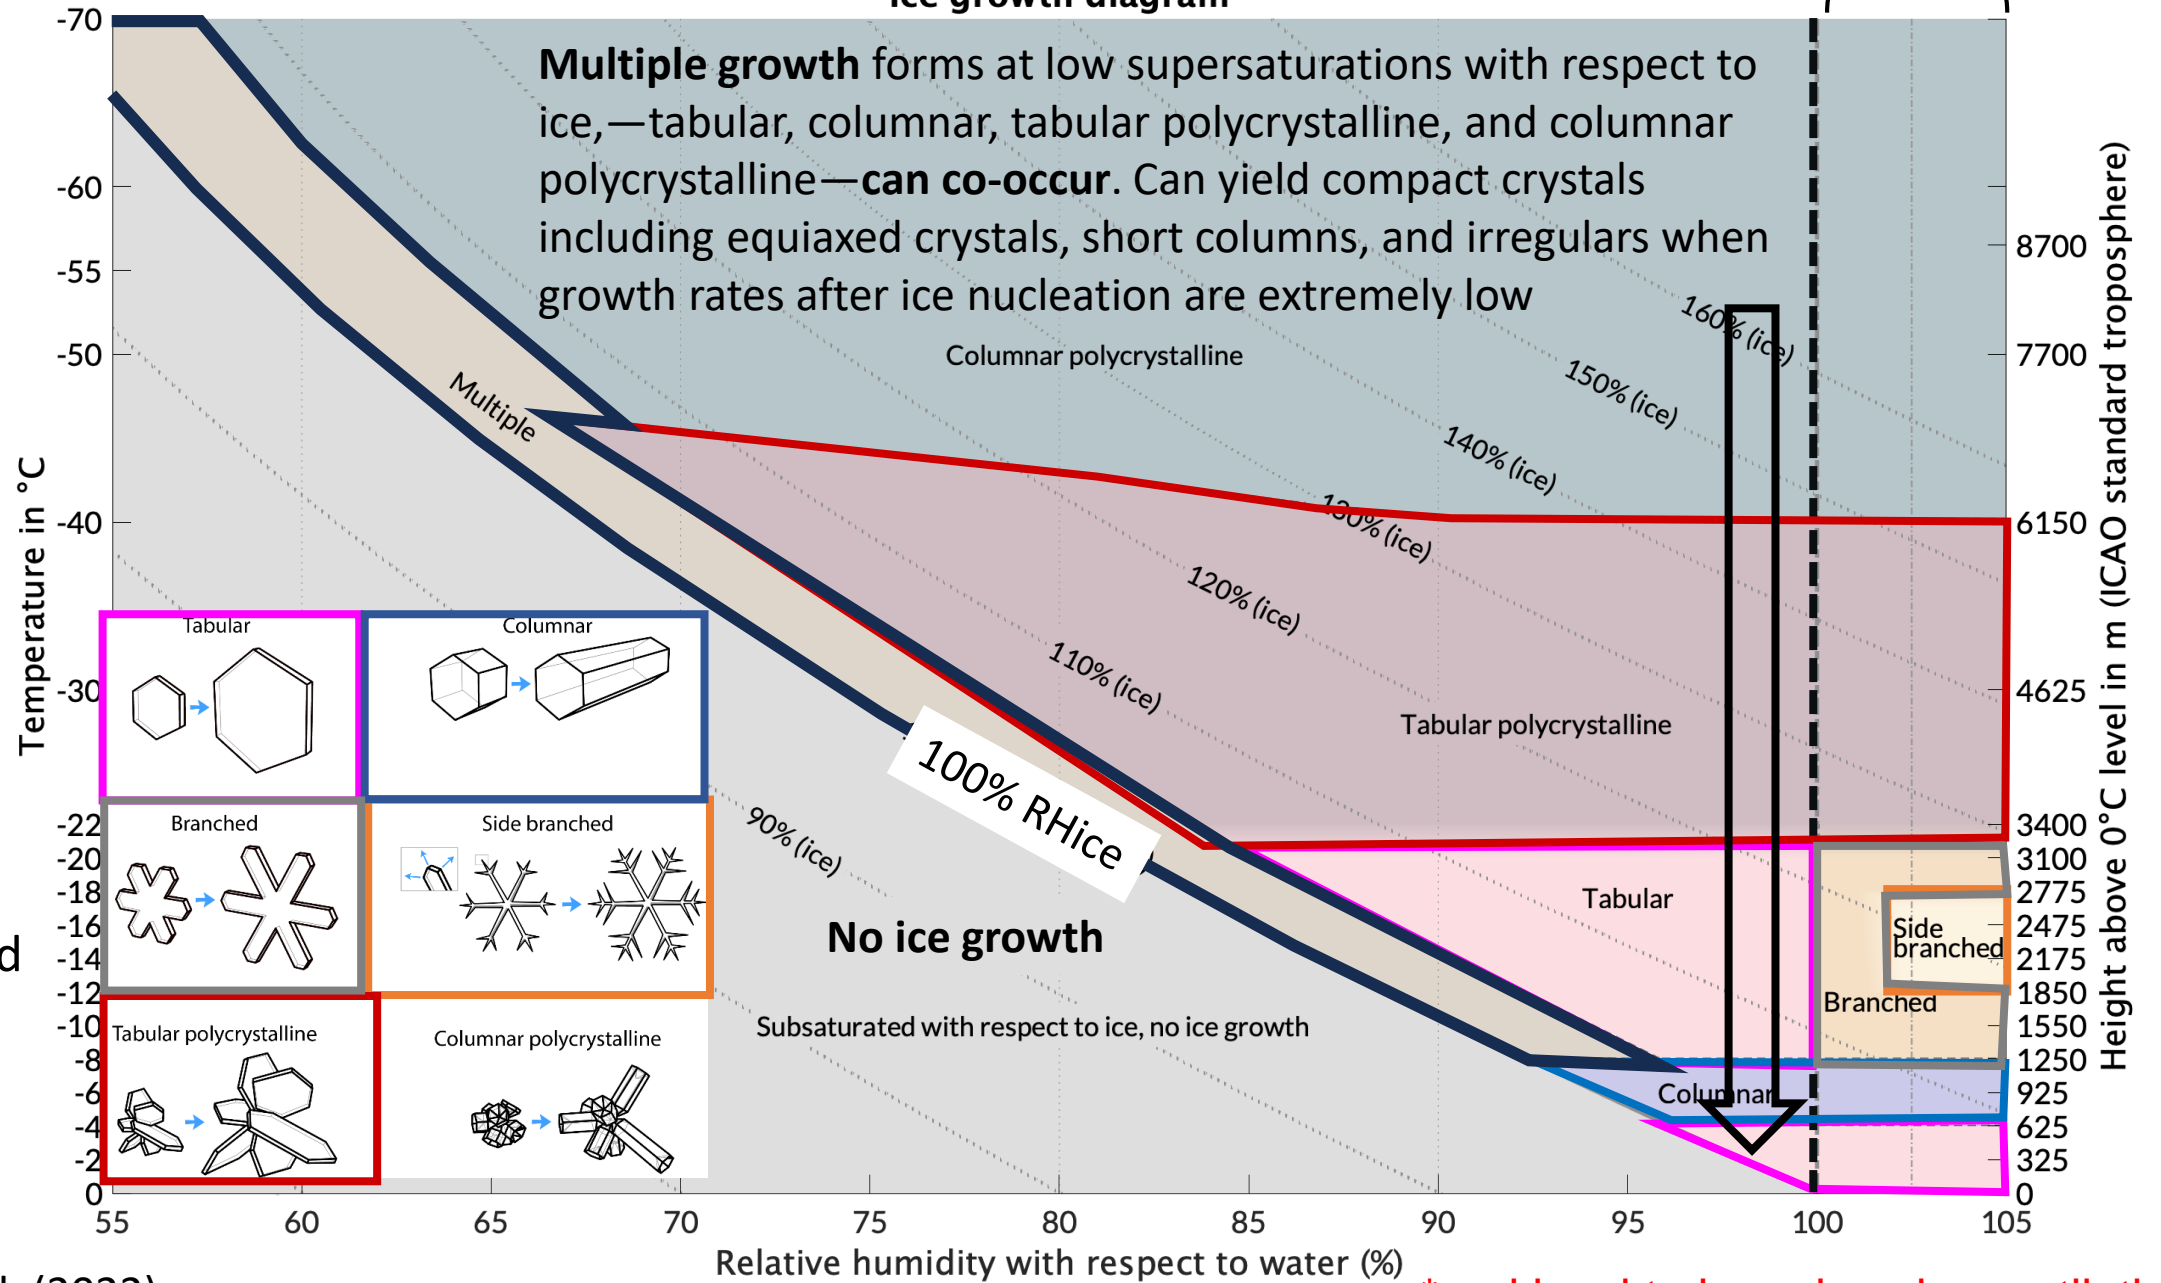 Ice growth diagram
Multiple growth forms at low supersaturations with respect to
ice,—tabular, columnar, tabular polycrystalline, and columnar
polycrystalline—can co-occur. Can yield compact crystals
including equiaxed crystals, short columns, and irregulars when
growth rates after ice nucleation are extremely low
Temperature in °C
-70
-60
-55
-50
-40
-30
-22
-20
-18
-16
-14
-12
-10
-8
-6
-4
-2
0
160% (ice)
150% (ice)
140% (ice)
130% (ice)
120% (ice)
110% (ice)
90% (ice)
Columnar polycrystalline
Multiple
Tabular polycrystalline
100% RHice
Tabular
Side
branched
Branched
Columnar
No ice growth
Subsaturated with respect to ice, no ice growth
Tabular
Columnar
Branched
Side branched
Tabular polycrystalline
Columnar polycrystalline
8700
7700
6150
4625
3400
3100
2775
2475
2175
1850
1550
1250
925
625
325
0
Height above 0°C level in m (ICAO standard troposphere)
55 60 65 70 75 80 85 90 95 100 105
Relative humidity with respect to water (%)
d
(2023)